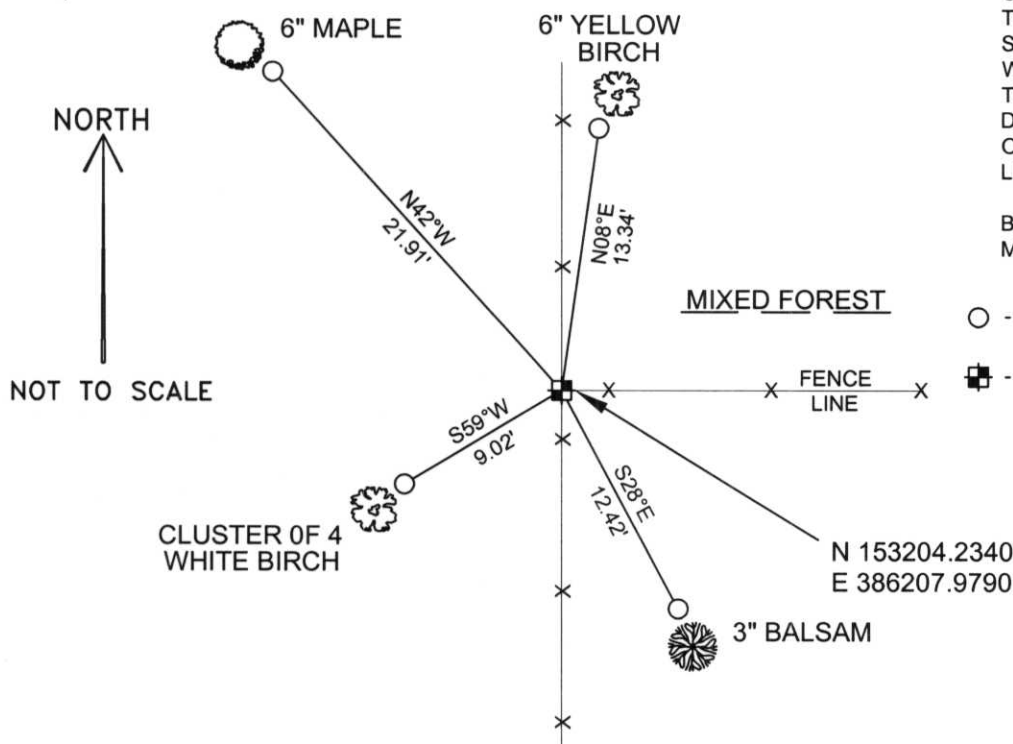 6" MAPLE
6" YELLOW
BIRCH
NORTH
NOT TO SCALE
N42°W
21.91'
N08°E
13.34'
MIXED FOREST
FENCE
LINE
S59°W
9.02'
S28°E
12.42'
CLUSTER 0F 4
WHITE BIRCH
N 153204.2340
E 386207.9790
3" BALSAM